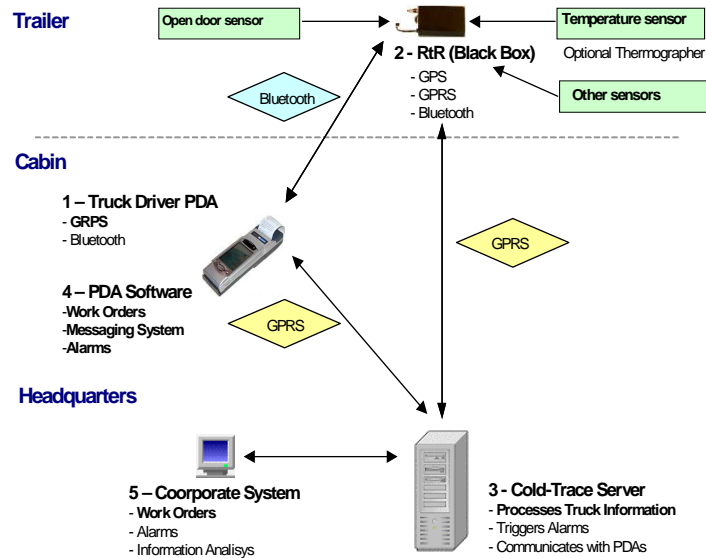 Trailer
Open door sensor
Temperature sensor
2 - RtR (Black Box)
Optional Thermographer
- GPS
- GPRS
- Bluetooth
Other sensors
Bluetooth
Cabin
1 – Truck Driver PDA
- GRPS
- Bluetooth
GPRS
4 – PDA Software
-Work Orders
-Messaging System
-Alarms
GPRS
Headquarters
5 – Coorporate System
- Work Orders
- Alarms
- Information Analisys
3 - Cold-Trace Server
- Processes Truck Information
- Triggers Alarms
- Communicates with PDAs